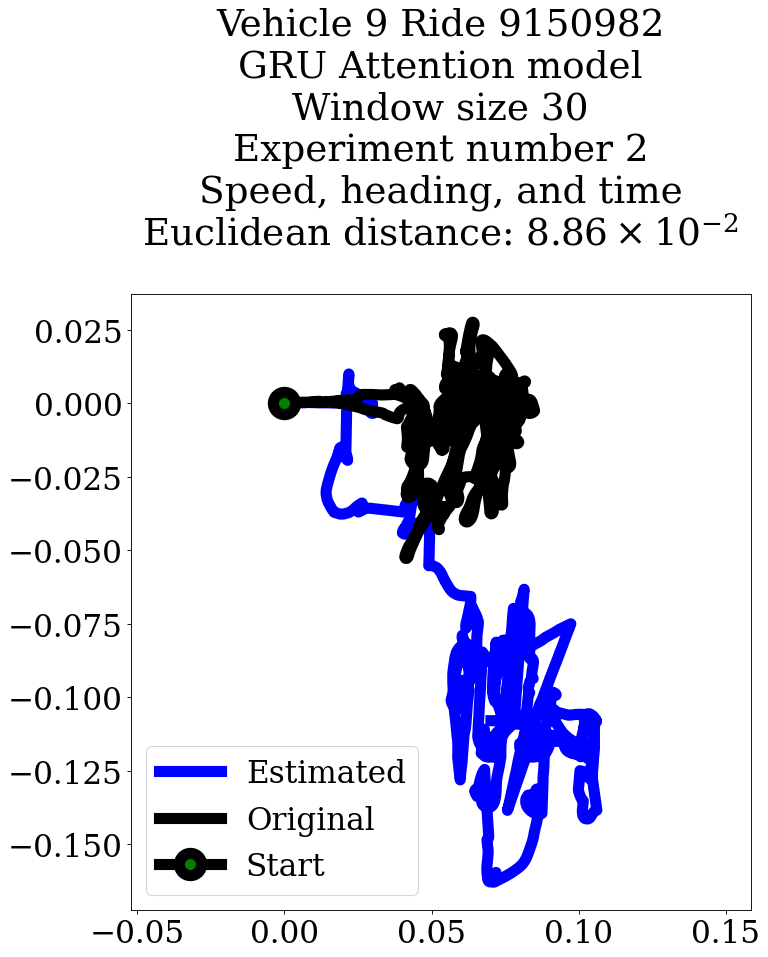 Vehicle 9 Ride 9150982
GRU Attention model
Window size 30
Experiment number 2
Speed, heading, and time
Euclidean distance: 8.86 × 10⁻²
0.025
0.000
−0.025
−0.050
−0.075
−0.100
−0.125
−0.150
Estimated
Original
Start
−0.05 0.00 0.05 0.10 0.15